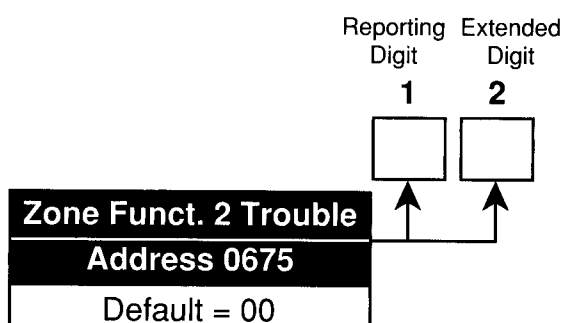 Reporting Extended
Digit Digit
1 2
Zone Funct. 2 Trouble
Address 0675
Default = 00